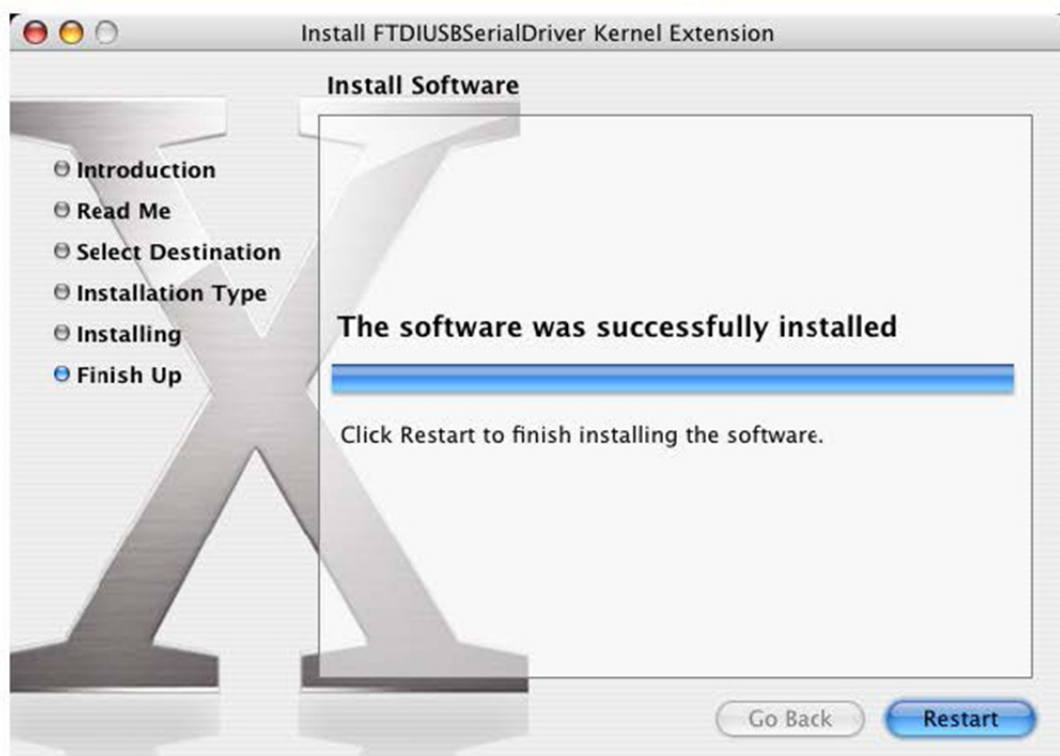 Install FTDIUSBSerialDriver Kernel Extension
Install Software
Introduction
Read Me
Select Destination
Installation Type
Installing
Finish Up
The software was successfully installed
Click Restart to finish installing the software.
Go Back
Restart